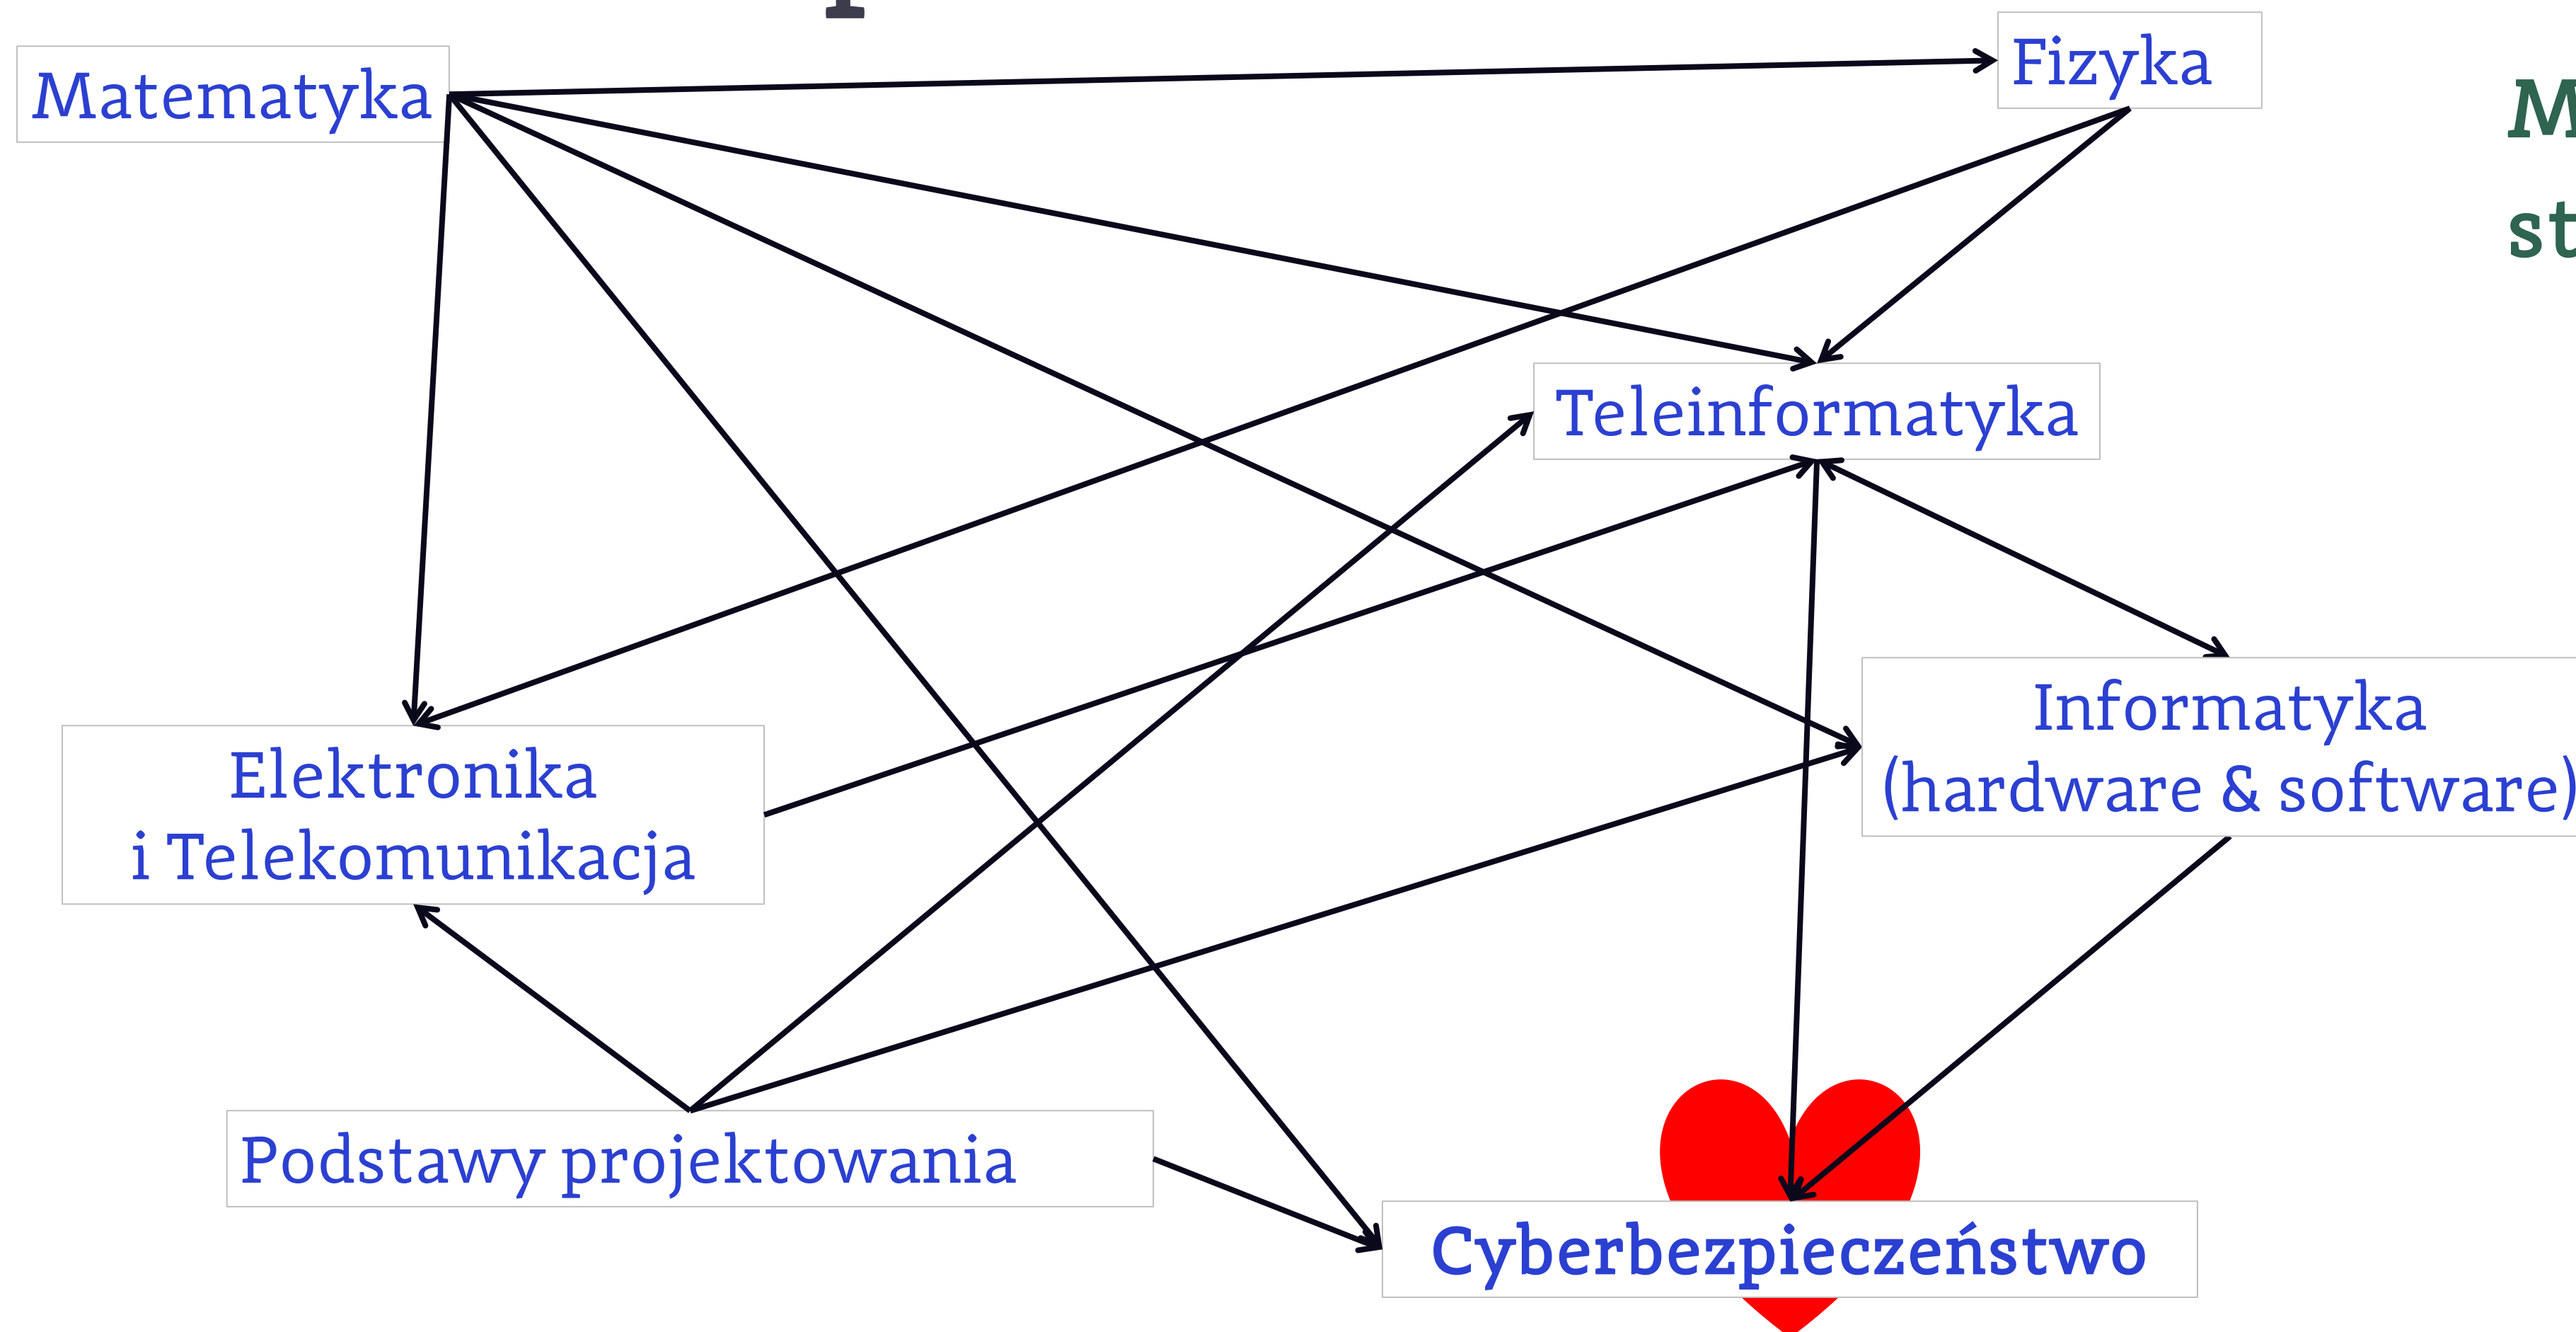 Matematyka
Fizyka
Teleinformatyka
Elektronika
i Telekomunikacja
Informatyka
(hardware & software)
Podstawy projektowania
Cyberbezpieczeństwo